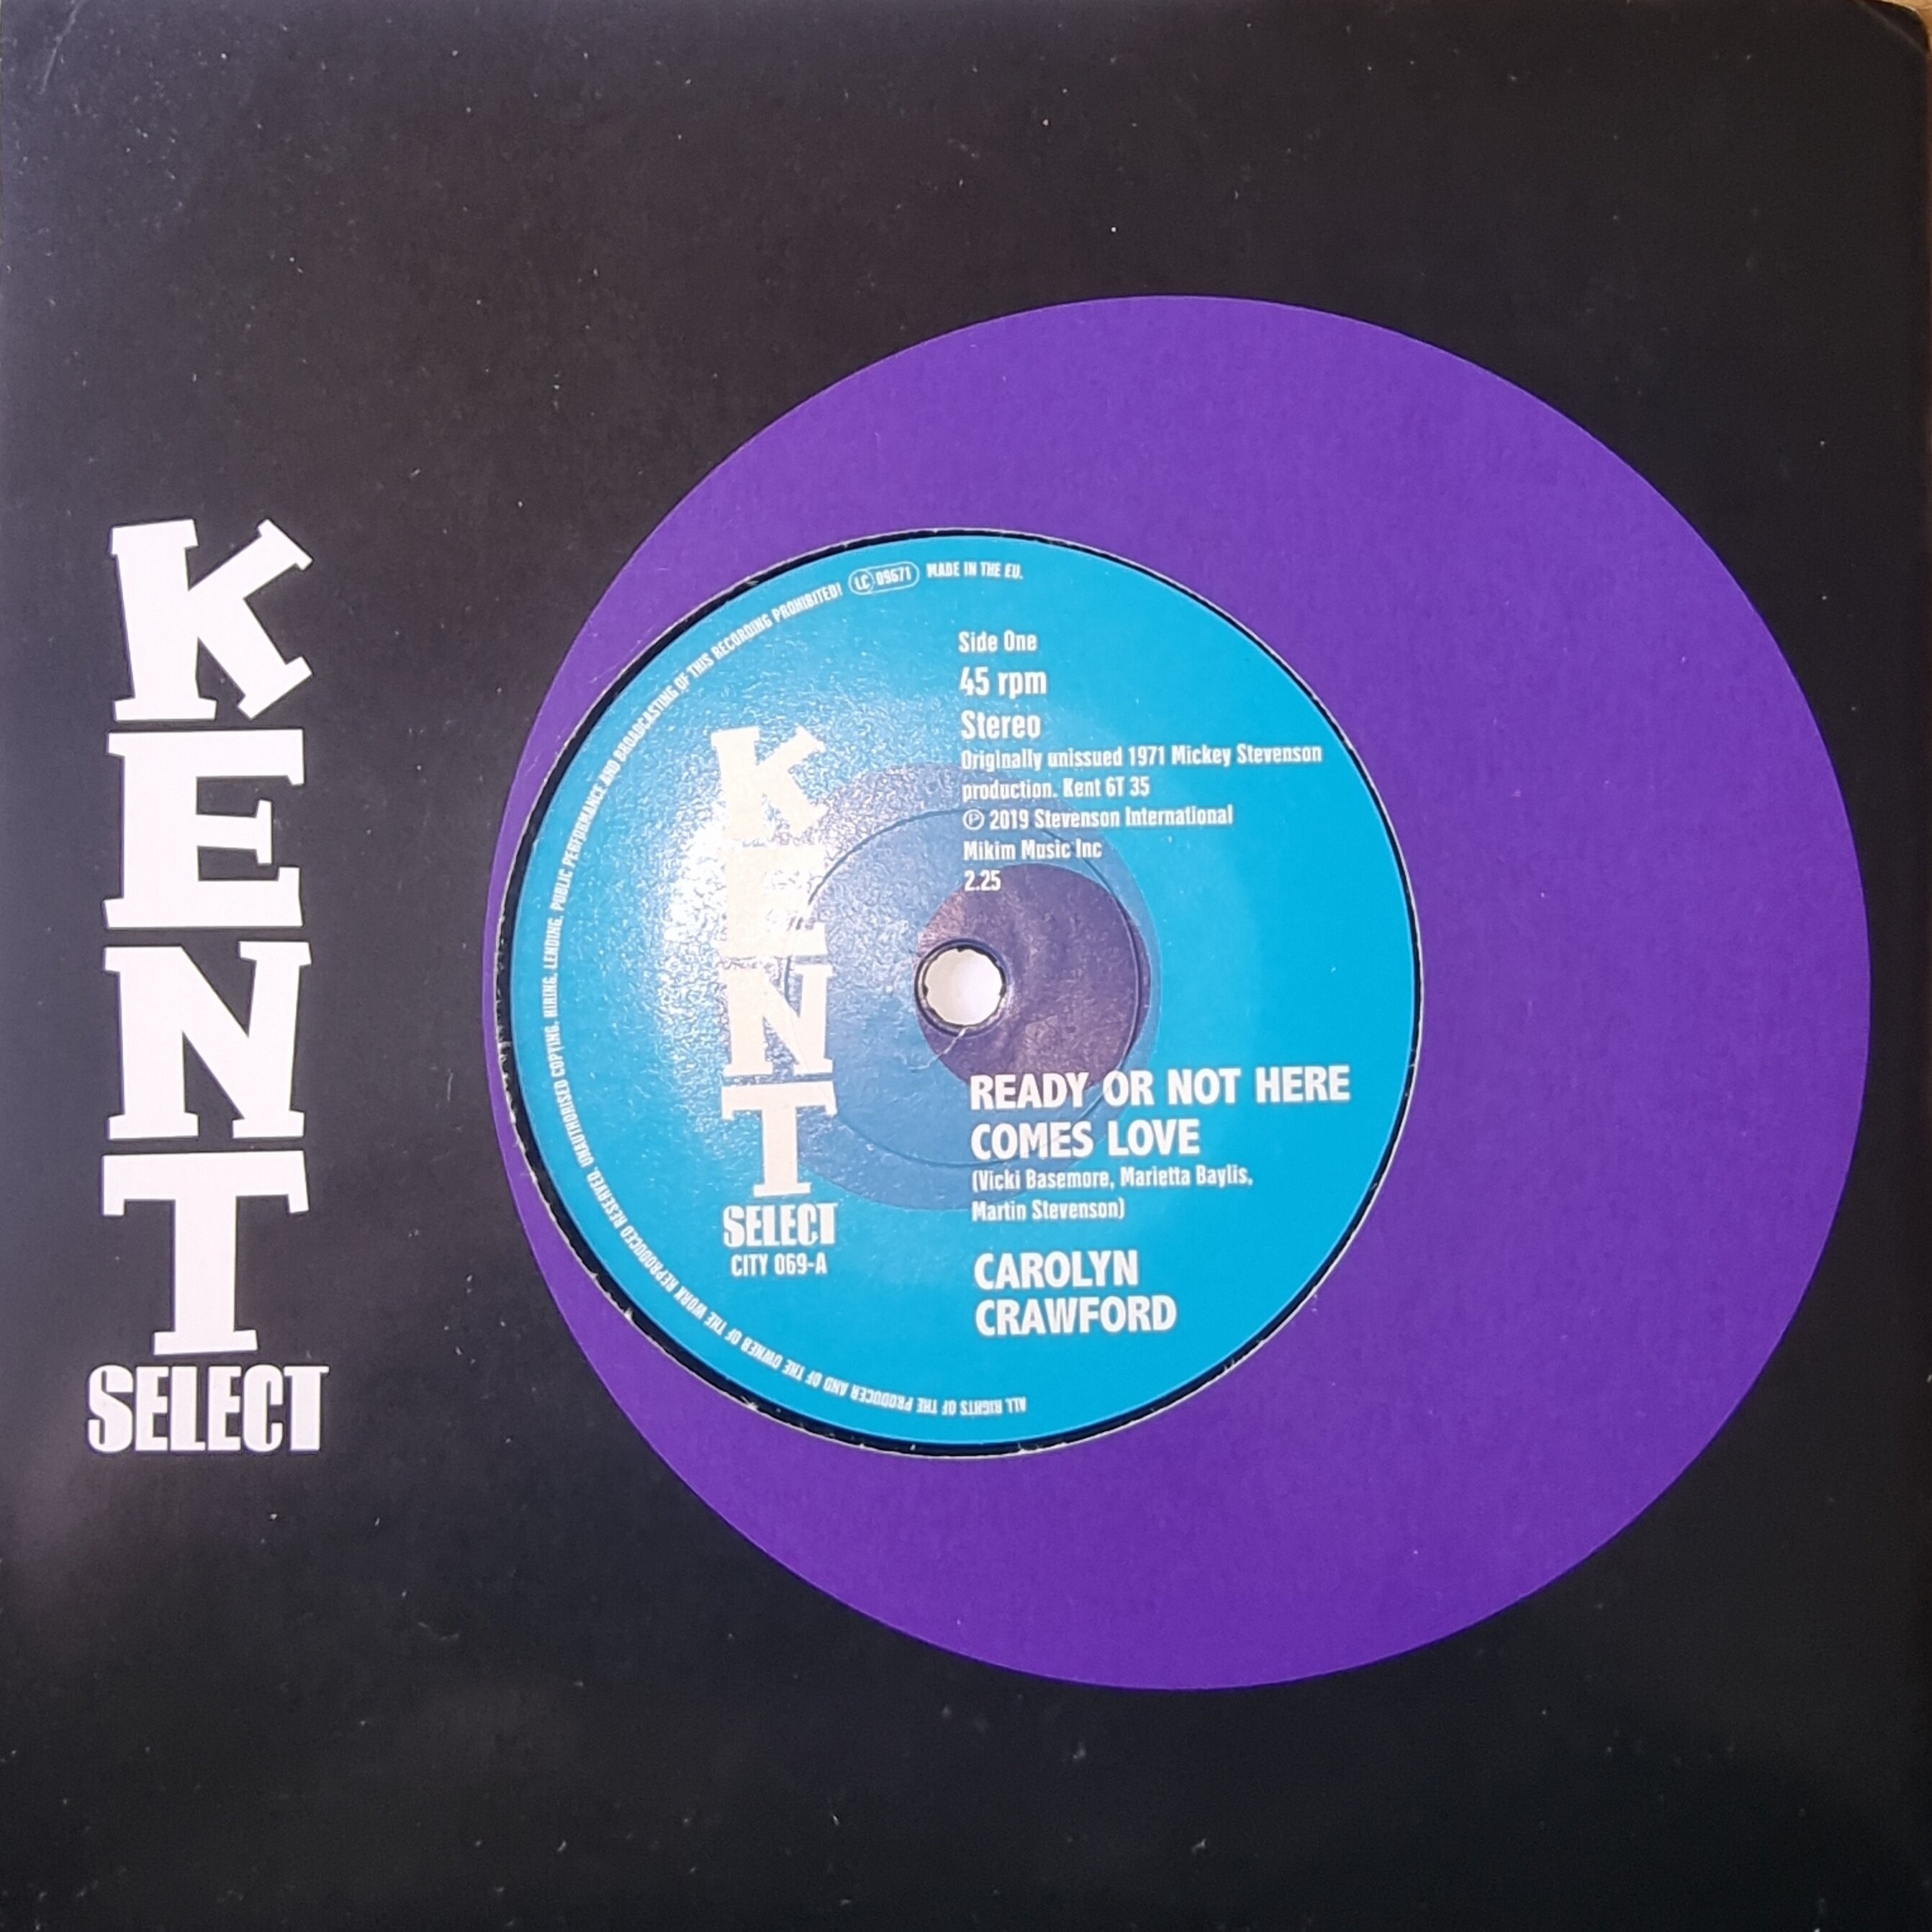 KENT
SELECT
ALL RIGHTS OF THE PRODUCER AND OF THE OWNER OF THE WORK REPRODUCED RESERVED. UNAUTHORISED COPYING. HIRING. LENDING. PUBLIC PERFORMANCE AND BROADCASTING OF THIS RECORDING PROHIBITED! LC 09671 MADE IN THE EU.
Side One
45 rpm
Stereo
Originally unissued 1971 Mickey Stevenson
production. Kent 6T 35
Ⓟ 2019 Stevenson International
Mikim Music Inc
2.25
KENT
SELECT
CITY 069-A
READY OR NOT HERE
COMES LOVE
(Vicki Basemore, Marietta Baylis,
Martin Stevenson)
CAROLYN
CRAWFORD